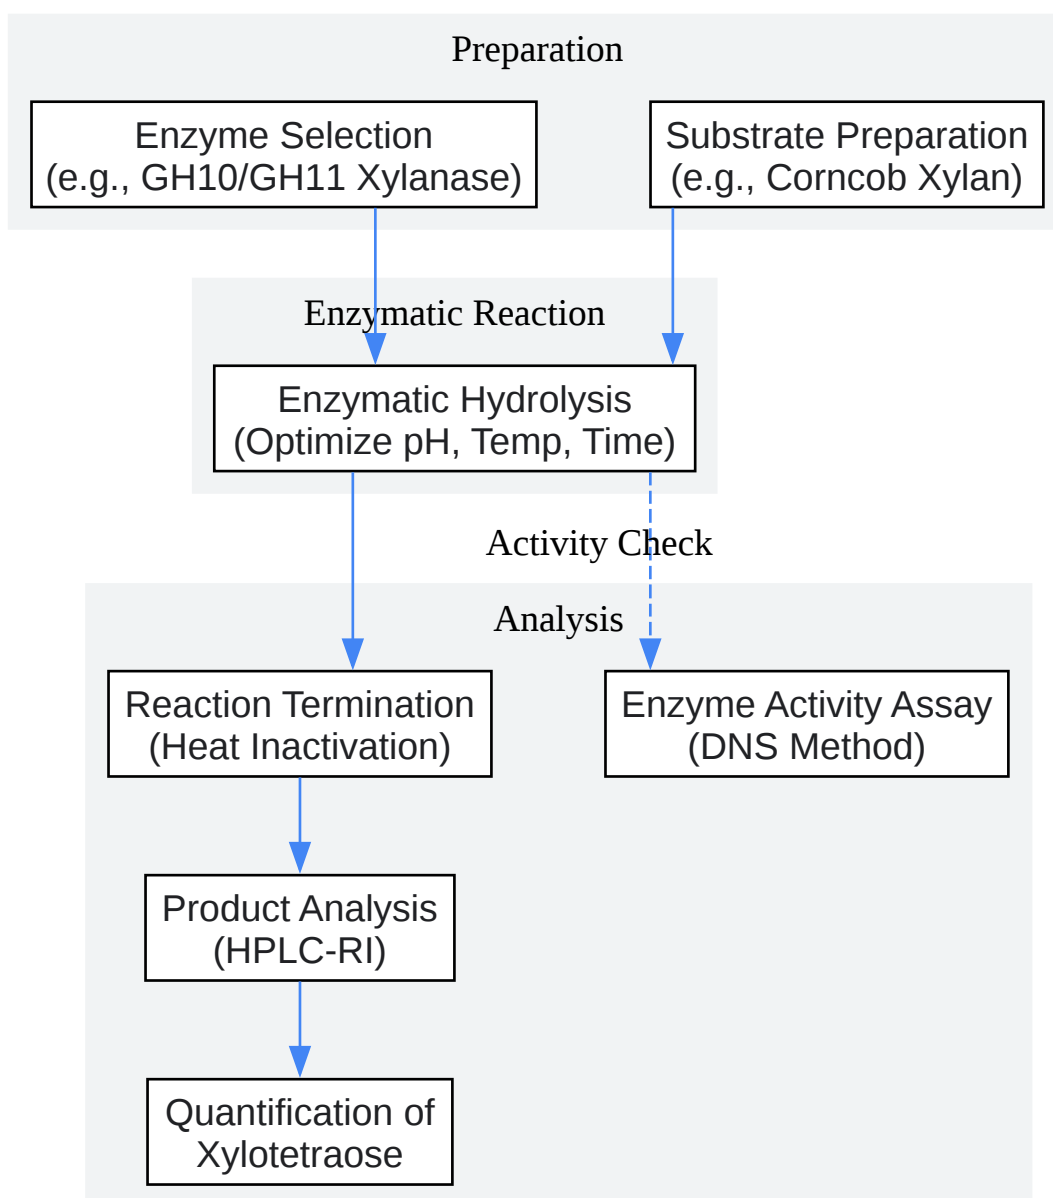 Preparation
Enzyme Selection
(e.g., GH10/GH11 Xylanase)
Substrate Preparation
(e.g., Corncob Xylan)
Enzymatic Reaction
Enzymatic Hydrolysis
(Optimize pH, Temp, Time)
Activity Check
Analysis
Reaction Termination
(Heat Inactivation)
Enzyme Activity Assay
(DNS Method)
Product Analysis
(HPLC-RI)
Quantification of
Xylotetraose